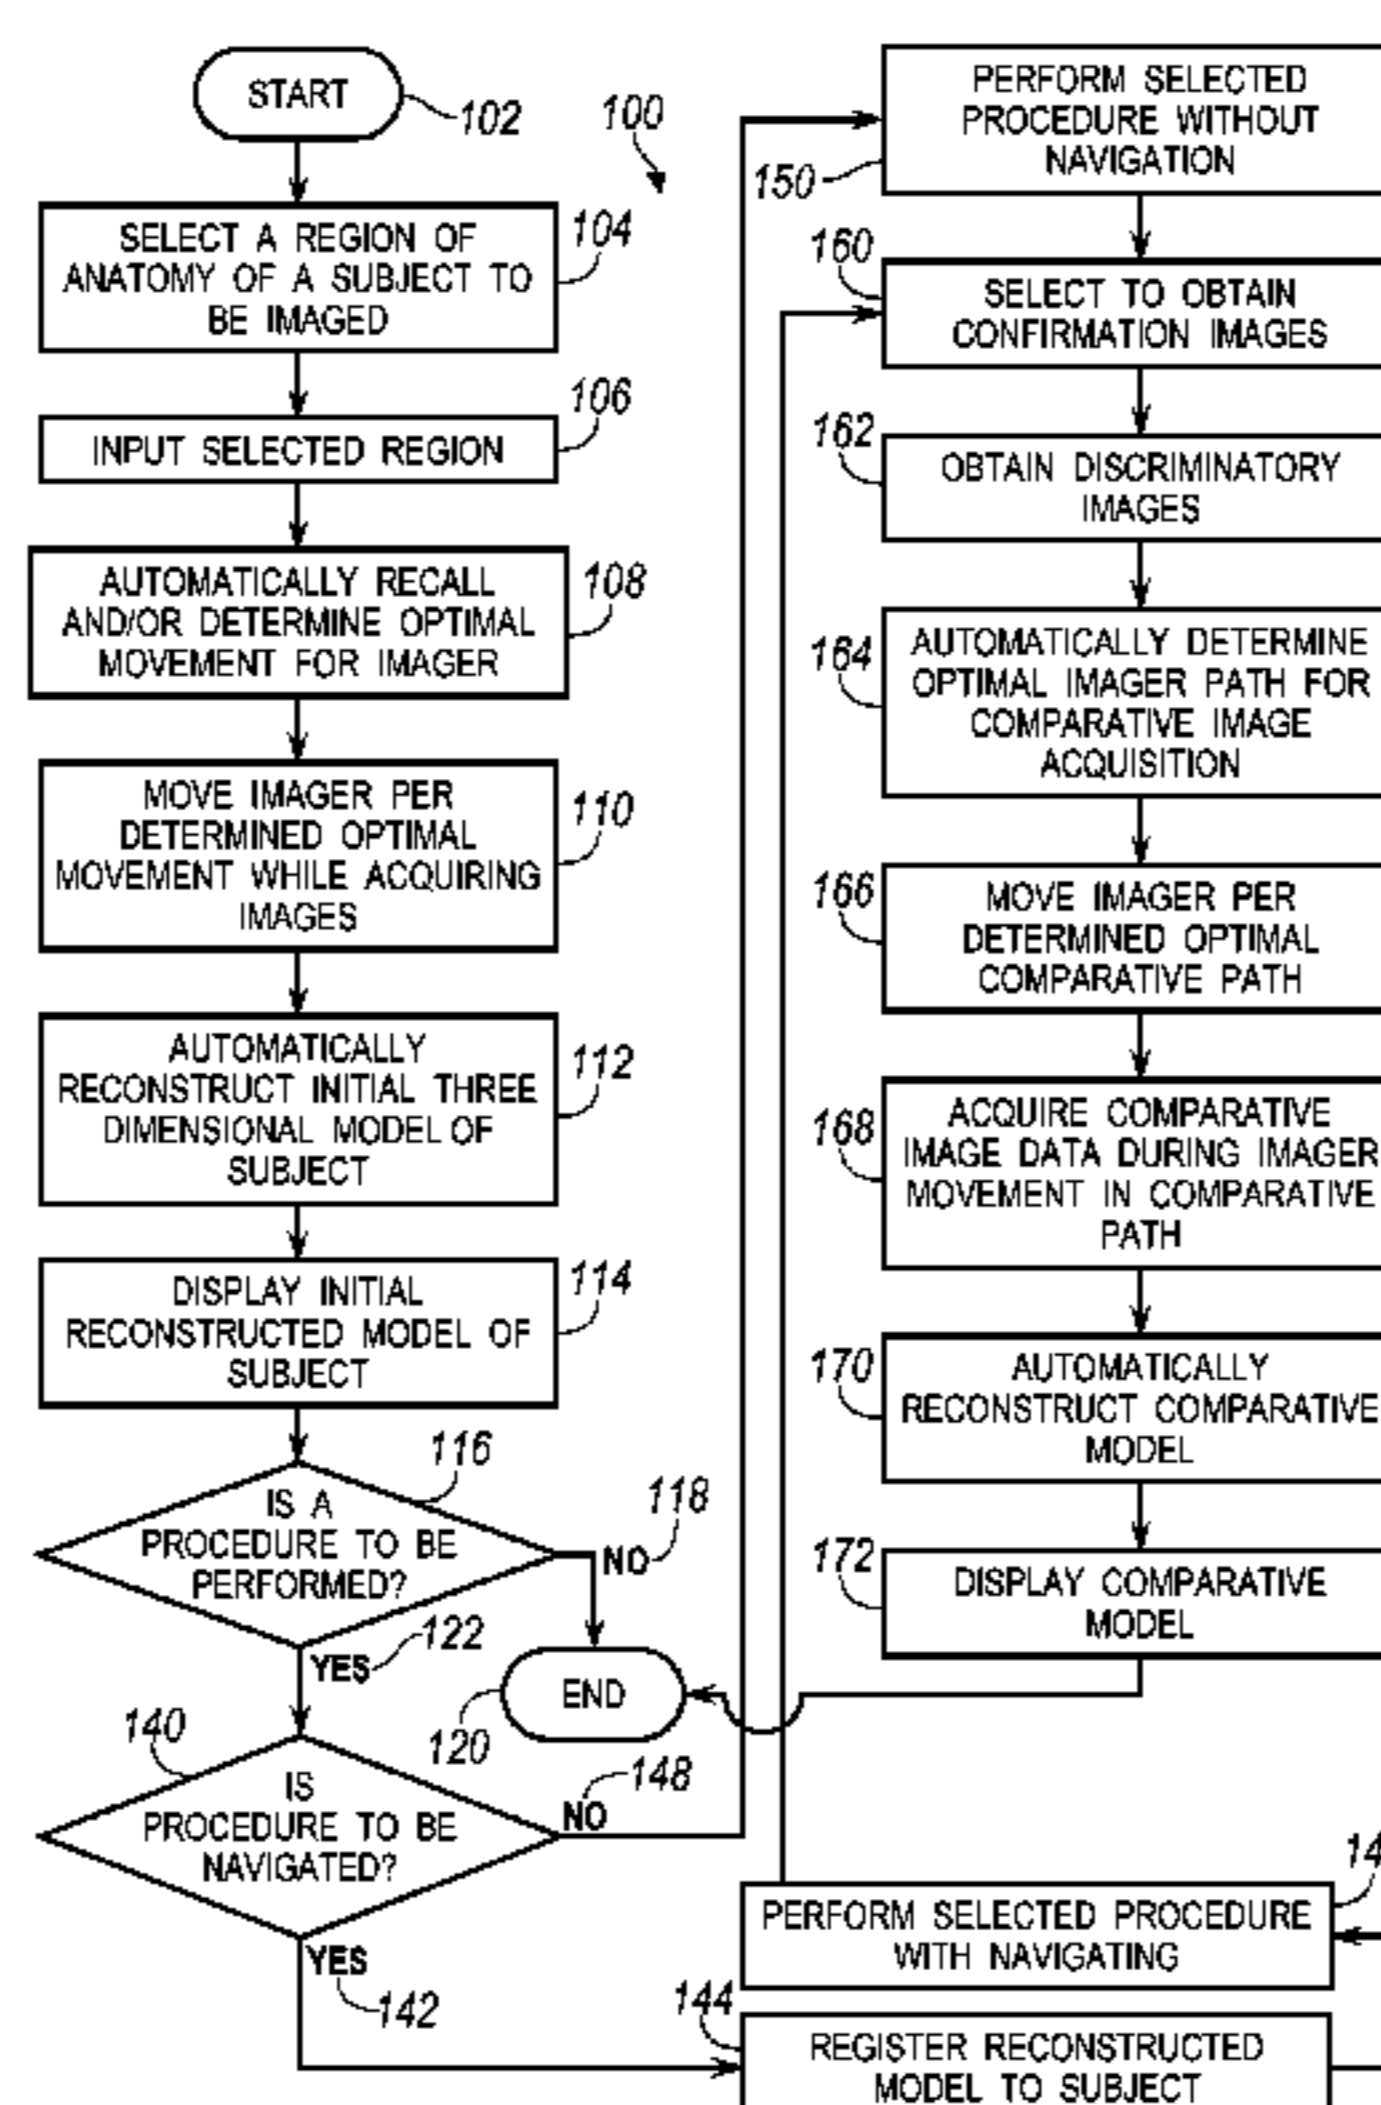 START
102
100
SELECT A REGION OF
ANATOMY OF A SUBJECT TO
BE IMAGED
104
INPUT SELECTED REGION
106
AUTOMATICALLY RECALL
AND/OR DETERMINE OPTIMAL
MOVEMENT FOR IMAGER
108
MOVE IMAGER PER
DETERMINED OPTIMAL
MOVEMENT WHILE ACQUIRING
IMAGES
110
AUTOMATICALLY
RECONSTRUCT INITIAL THREE
DIMENSIONAL MODEL OF
SUBJECT
112
DISPLAY INITIAL
RECONSTRUCTED MODEL OF
SUBJECT
114
IS A
PROCEDURE TO BE
PERFORMED?
116
NO
118
YES
122
END
120
IS
PROCEDURE TO BE
NAVIGATED?
140
NO
148
YES
142
PERFORM SELECTED
PROCEDURE WITHOUT
NAVIGATION
150
SELECT TO OBTAIN
CONFIRMATION IMAGES
160
OBTAIN DISCRIMINATORY
IMAGES
162
AUTOMATICALLY DETERMINE
OPTIMAL IMAGER PATH FOR
COMPARATIVE IMAGE
ACQUISITION
164
MOVE IMAGER PER
DETERMINED OPTIMAL
COMPARATIVE PATH
166
ACQUIRE COMPARATIVE
IMAGE DATA DURING IMAGER
MOVEMENT IN COMPARATIVE
PATH
168
AUTOMATICALLY
RECONSTRUCT COMPARATIVE
MODEL
170
DISPLAY COMPARATIVE
MODEL
172
PERFORM SELECTED PROCEDURE
WITH NAVIGATING
REGISTER RECONSTRUCTED
MODEL TO SUBJECT
144